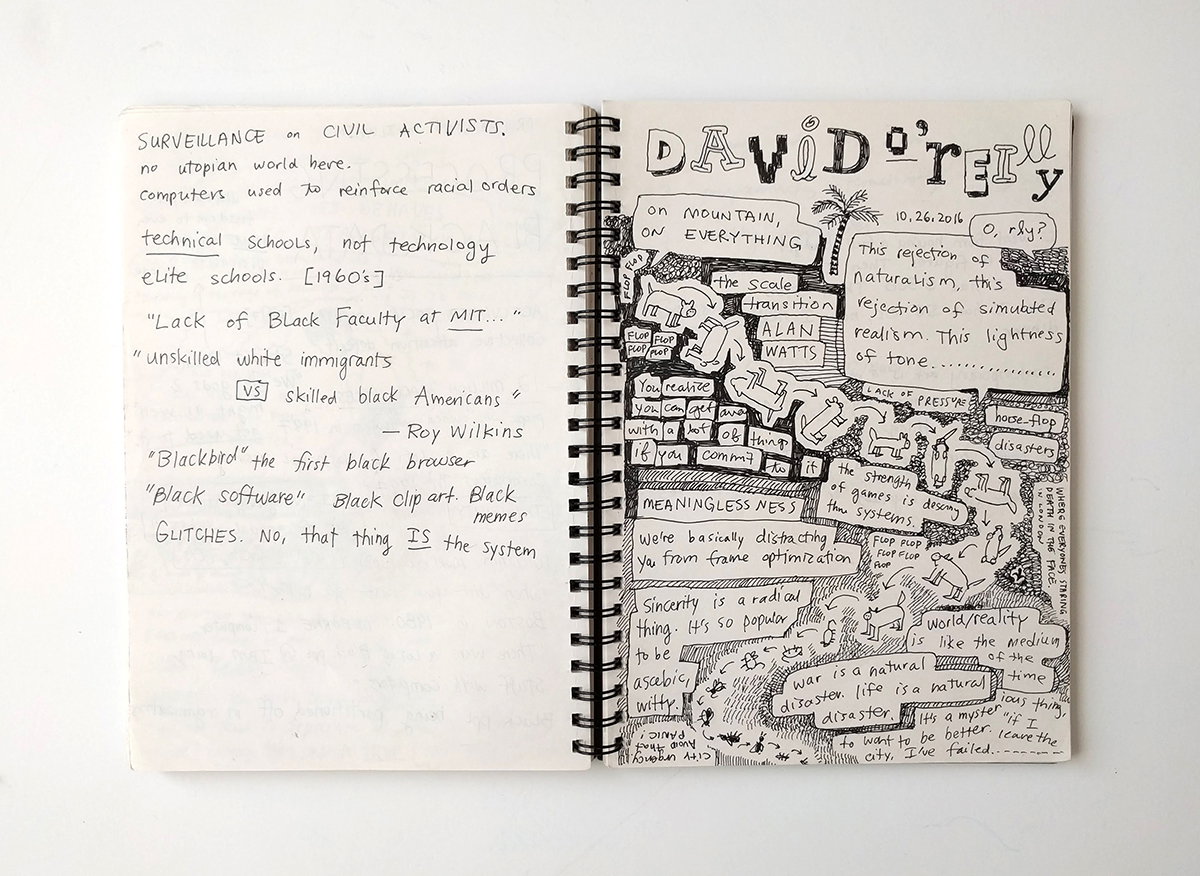 SURVEILLANCE on CIVIL ACTIVISTS.
no utopian world here.
computers used to reinforce racial orders
technical schools, not technology
eLite schools. [1960's]
"Lack of Black Faculty at MIT..."
"unskilled white immigrants
VS skilled black Americans"
— Roy Wilkins
"Blackbird" the first black browser
"Black software" Black clip art. Black
memes
GLITCHES. No, that thing IS the system
DAViD O'REIlly
10.26.2016
ON MOUNTAIN,
ON EVERYTHING
O, rly?
This rejection of
naturalism, this
rejection of simulated
realism. This lightness
of tone...............
FLOP FLOP
FLOP
the scale
transition
ALAN
WATTS
FLOP FLOP
FLOP FLOP
You realize
you can get away
with a lot of things
if you commit to it
LACK OF PRESSURE
horse-flop
disasters
the strength
of games is
than systems.
WHERE EVERYONE'S STARING
DEATH IN THE FACE.
IN LONDON
MEANINGLESSNESS
we're basically distracting
you from frame optimization
FLOP FLOP
FLOP FLOP
FLOP
Sincerity is a radical
thing. It's so popular
to be
ascebic,
witty.
world/reality
is like the medium
of the
time
war is a natural
disaster. life is a natural
disaster.
It's a mysterious thing,
to want to be better. "if I leave the
city, I've failed.--------
CITY URGENCY
AVOID THAT
PANIC.